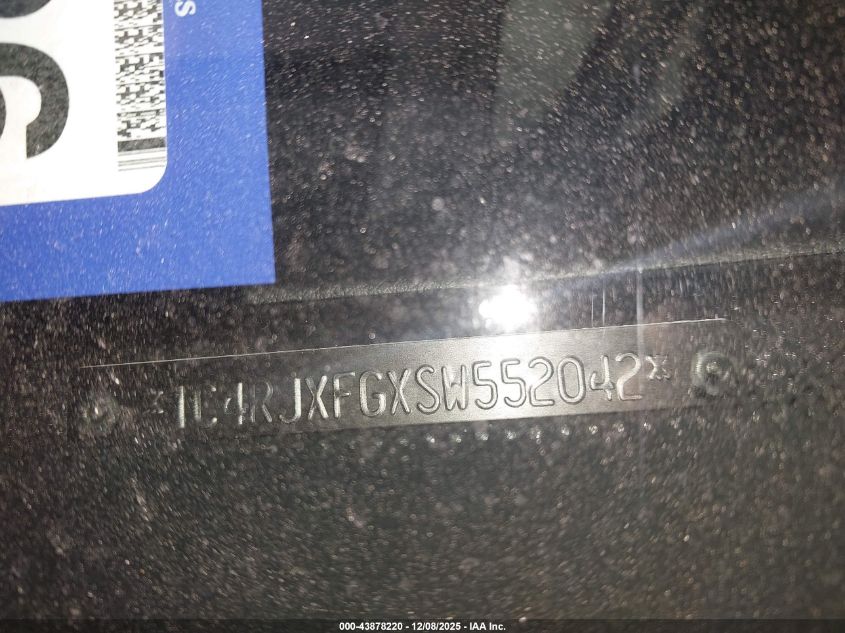 *1C4RJXFGXSW552042*
000-43878220 | 12/08/2025 - IAA Inc.